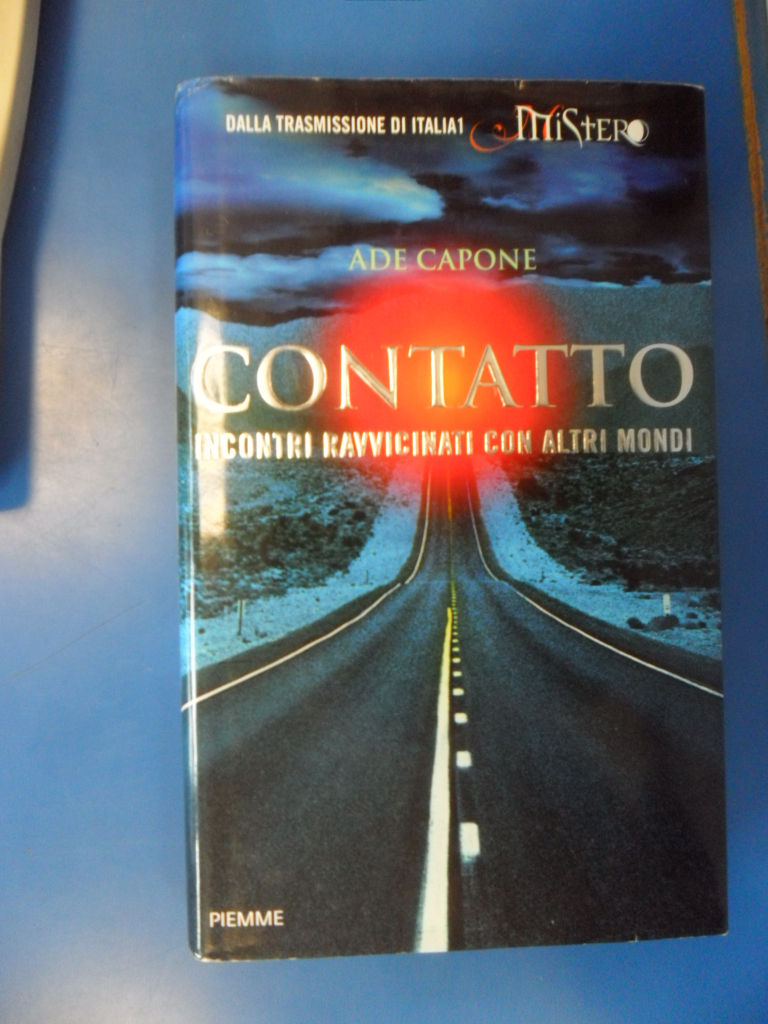 DALLA TRASMISSIONE DI ITALIA1 MiSterO
ADE CAPONE
CONTATTO
INCONTRI RAVVICINATI CON ALTRI MONDI
PIEMME